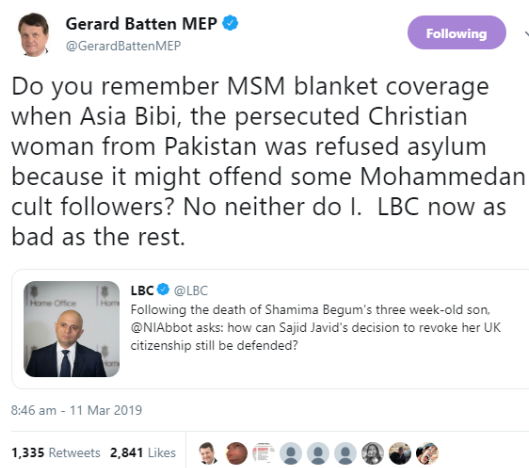 Gerard Batten MEP
@GerardBattenMEP
Following
Do you remember MSM blanket coverage
when Asia Bibi, the persecuted Christian
woman from Pakistan was refused asylum
because it might offend some Mohammedan
cult followers? No neither do I.  LBC now as
bad as the rest.
LBC @LBC
Following the death of Shamima Begum's three week-old son,
@NIAbbot asks: how can Sajid Javid's decision to revoke her UK
citizenship still be defended?
Home Office
Hom
8:46 am - 11 Mar 2019
1,335 Retweets 2,841 Likes